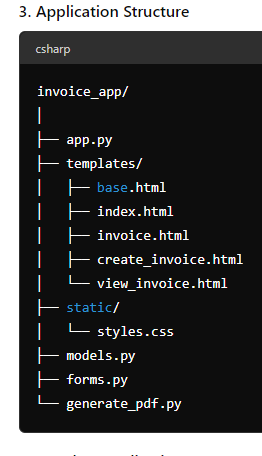 3. Application Structure
csharp
invoice_app/
│
├── app.py
├── templates/
│   ├── base.html
│   ├── index.html
│   ├── invoice.html
│   ├── create_invoice.html
│   └── view_invoice.html
├── static/
│   └── styles.css
├── models.py
├── forms.py
└── generate_pdf.py